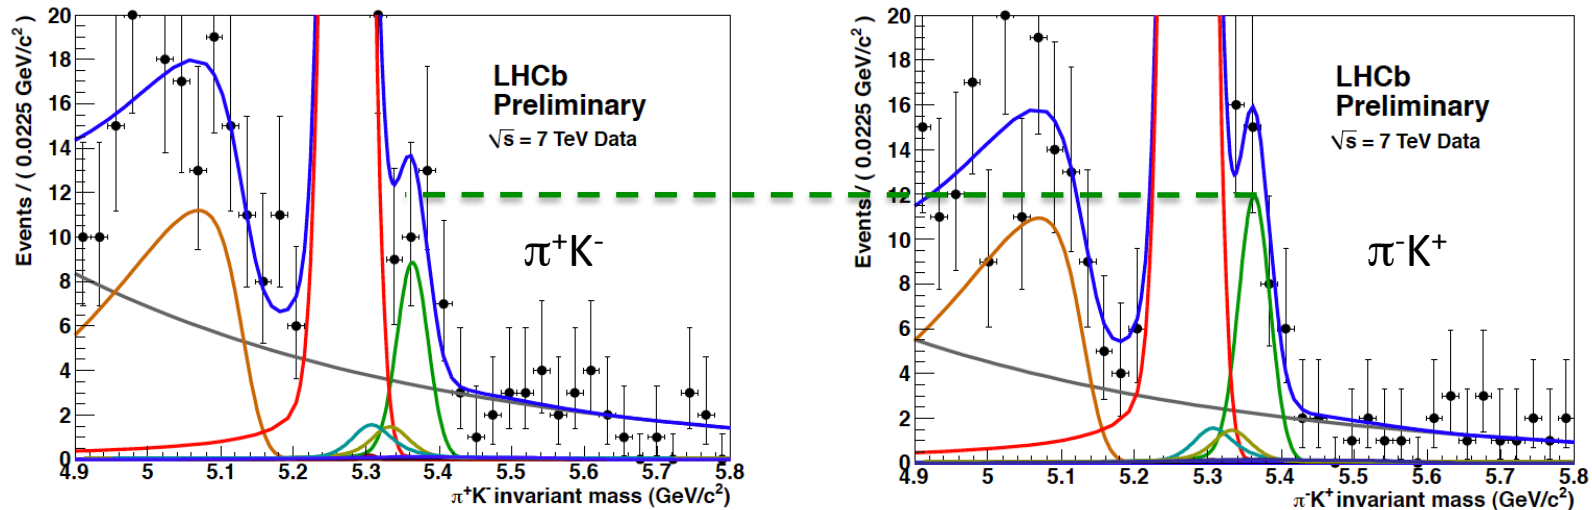 Events / ( 0.0225 GeV/c²)
20
18
16
14
12
10
8
6
4
2
0
LHCb
Preliminary
√s = 7 TeV Data
π⁺K⁻
4.9 5 5.1 5.2 5.3 5.4 5.5 5.6 5.7 5.8
π⁺K⁻ invariant mass (GeV/c²)
Events / ( 0.0225 GeV/c²)
20
18
16
14
12
10
8
6
4
2
0
LHCb
Preliminary
√s = 7 TeV Data
π⁻K⁺
4.9 5 5.1 5.2 5.3 5.4 5.5 5.6 5.7 5.8
π⁻K⁺ invariant mass (GeV/c²)